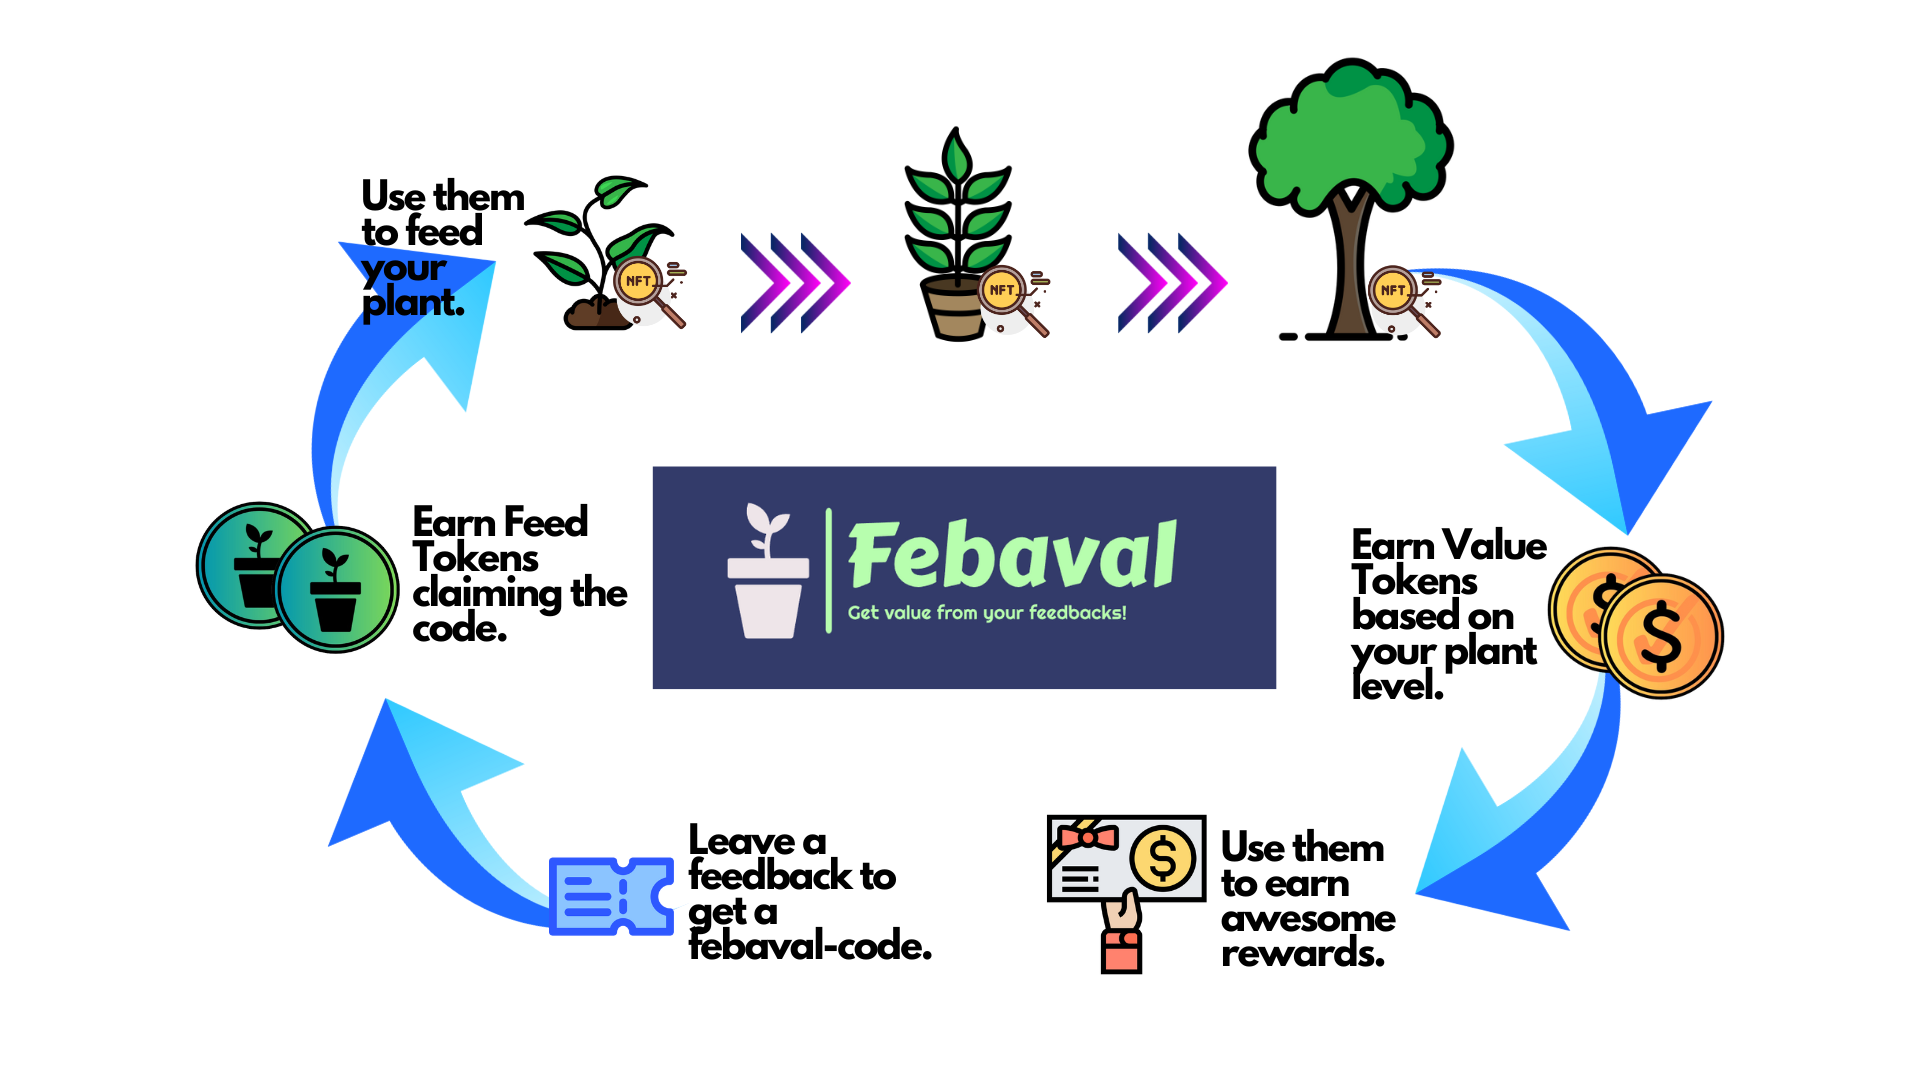 Use them
to feed
your
plant.
NFT
NFT
NFT
Earn Feed
Tokens
claiming the
code.
Febaval
Get value from your feedbacks!
Earn Value
Tokens
based on
your plant
level.
$
$
Leave a
feedback to
get a
febaval-code.
$
Use them
to earn
awesome
rewards.